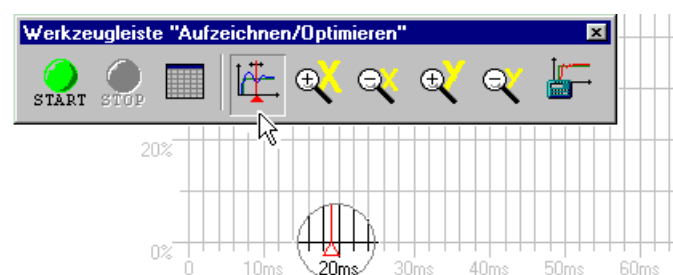 Werkzeugleiste "Aufzeichnen/Optimieren"
START STOP X X Y Y
20%
0%
0 10ms 20ms 30ms 40ms 50ms 60ms